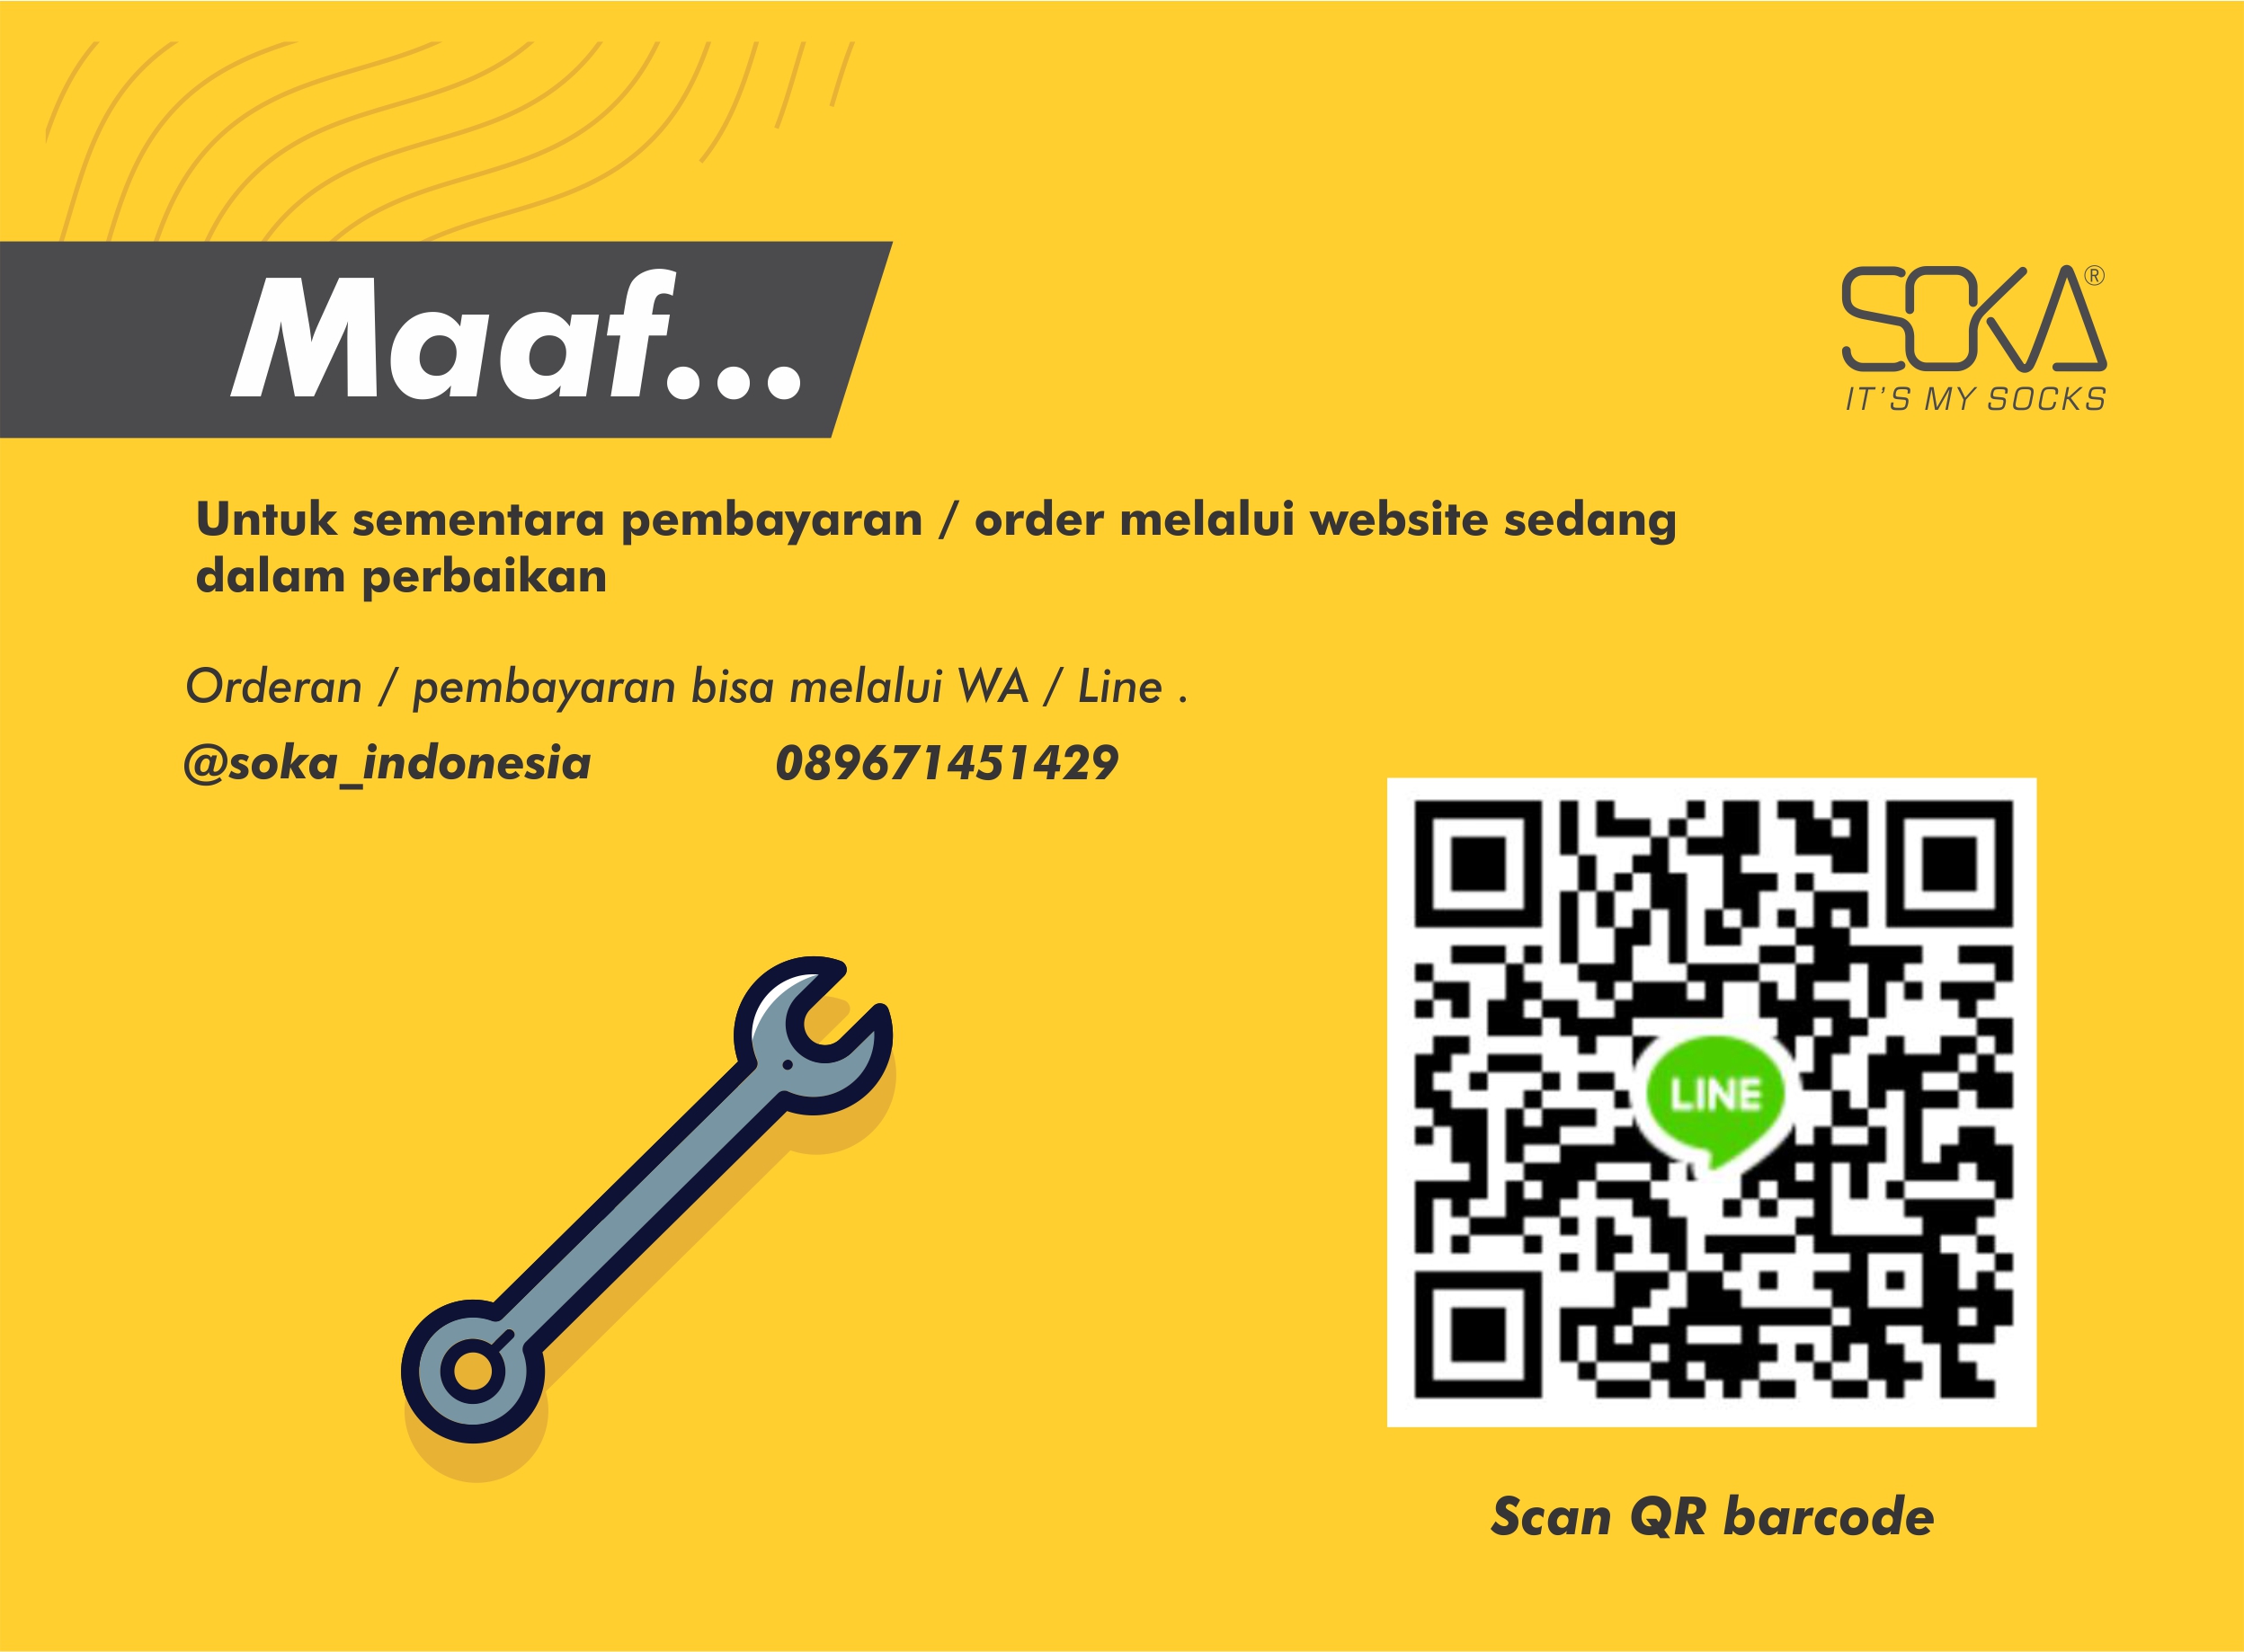 Maaf...
SOKA®
IT'S MY SOCKS
Untuk sementara pembayaran / order melalui website sedang
dalam perbaikan
Orderan / pembayaran bisa melalui WA / Line .
@soka_indonesia 089671451429
LINE
Scan QR barcode